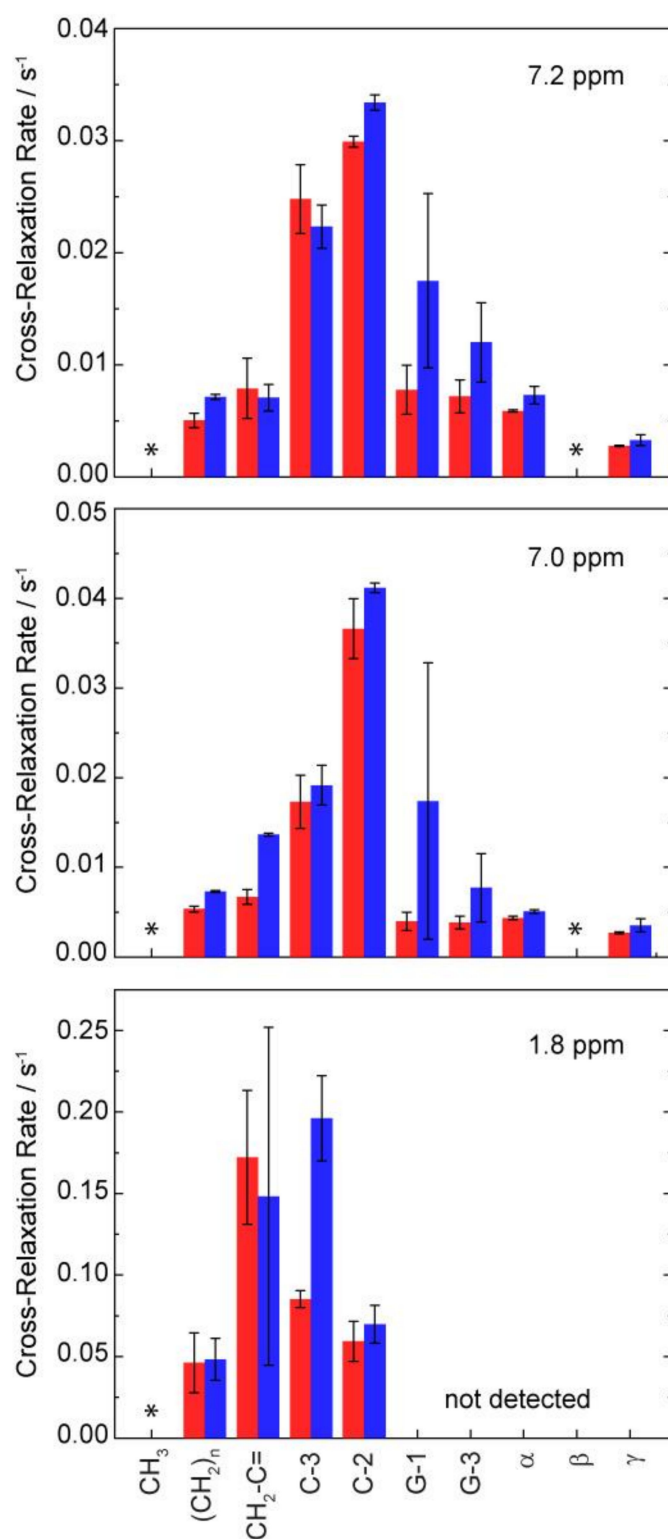 0.04
7.2 ppm
0.03
0.02
0.01
0.00
Cross-Relaxation Rate / s⁻¹
*
*
0.05
7.0 ppm
0.04
0.03
0.02
0.01
0.00
Cross-Relaxation Rate / s⁻¹
*
*
0.25
1.8 ppm
0.20
0.15
0.10
0.05
0.00
Cross-Relaxation Rate / s⁻¹
*
not detected
CH₃
(CH₂)ₙ
CH₂-C=
C-3
C-2
G-1
G-3
α
β
γ